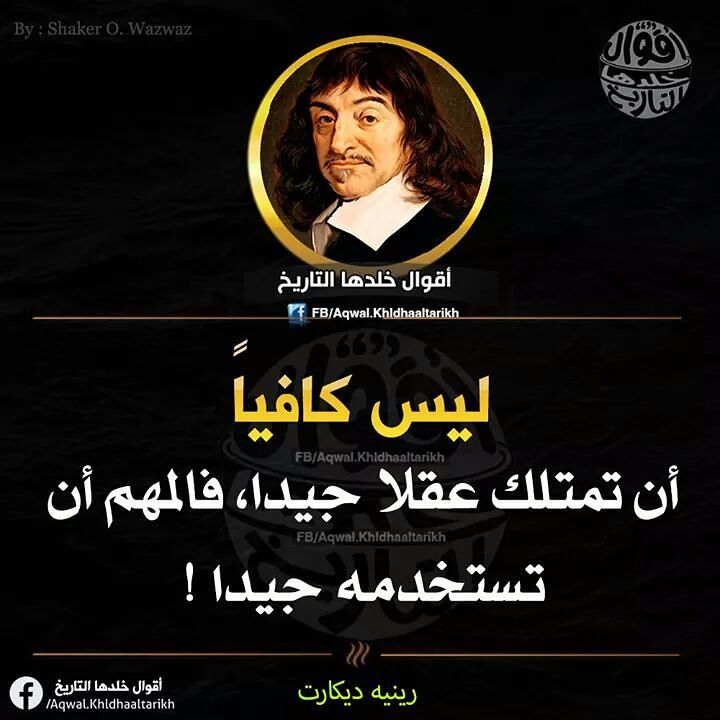 By : Shaker O. Wazwaz
أقوال
خلدها
التاريخ
أقوال خلدها التاريخ
FB/Aqwal.Khldhaaltarikh
ليس كافياً
FB/Aqwal.Khldhaaltarikh
أن تمتلك عقلا جيدا، فالمهم أن
FB/Aqwal.Khldhaaltarikh
تستخدمه جيدا !
رينيه ديكارت
أقوال خلدها التاريخ
/Aqwal.Khldhaaltarikh